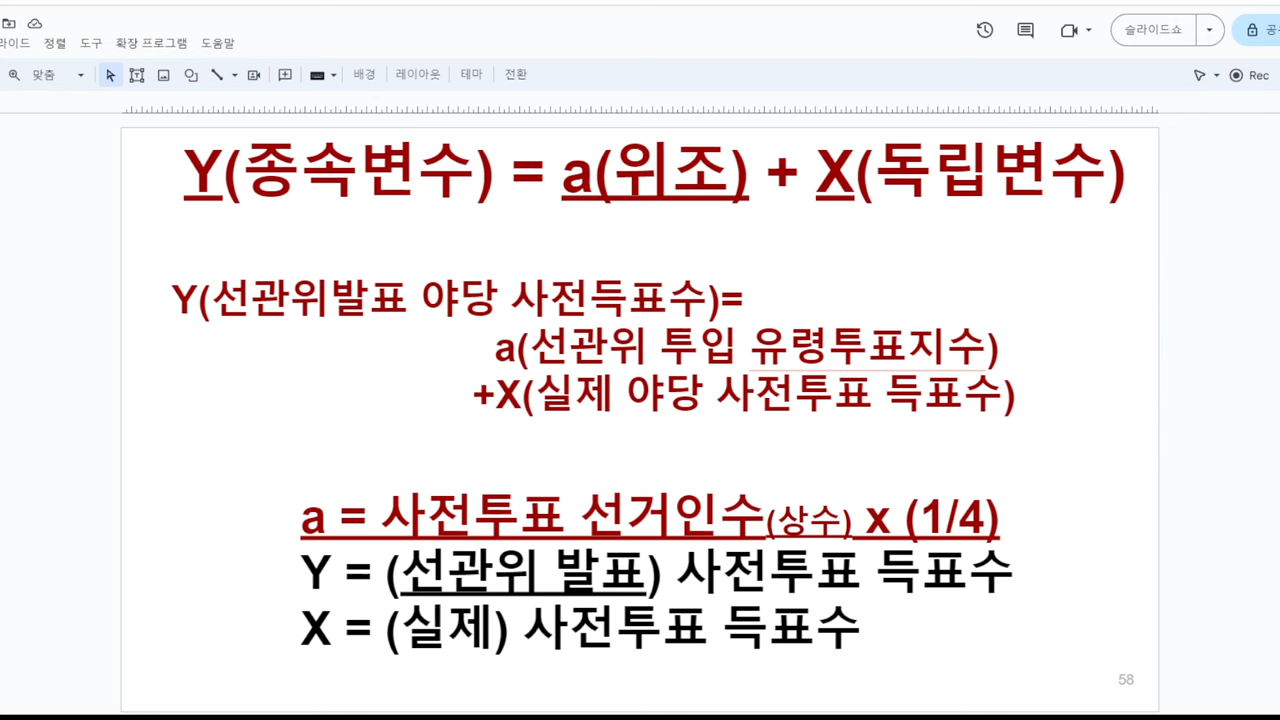 라이드 정렬 도구 확장 프로그램 도움말
슬라이드쇼
맞춤 배경 레이아웃 테마 전환 Rec
Y(종속변수) = a(위조) + X(독립변수)
Y(선관위발표 야당 사전득표수)=
a(선관위 투입 유령투표지수)
+X(실제 야당 사전투표 득표수)
a = 사전투표 선거인수(상수) x (1/4)
Y = (선관위 발표) 사전투표 득표수
X = (실제) 사전투표 득표수
58